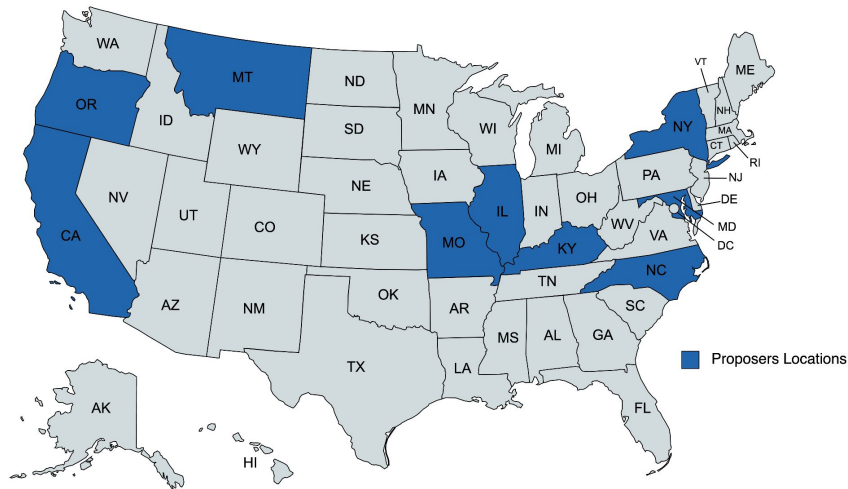 WA
MT
ND
MN
VT
ME
OR
ID
SD
WI
MI
NY
NH
MA
CT
RI
WY
IA
PA
NJ
NE
NV
UT
CO
IL
IN
OH
DE
MD
DC
WV
VA
CA
KS
MO
KY
NC
TN
AZ
NM
OK
AR
SC
MS
AL
GA
TX
LA
Proposers Locations
FL
AK
HI